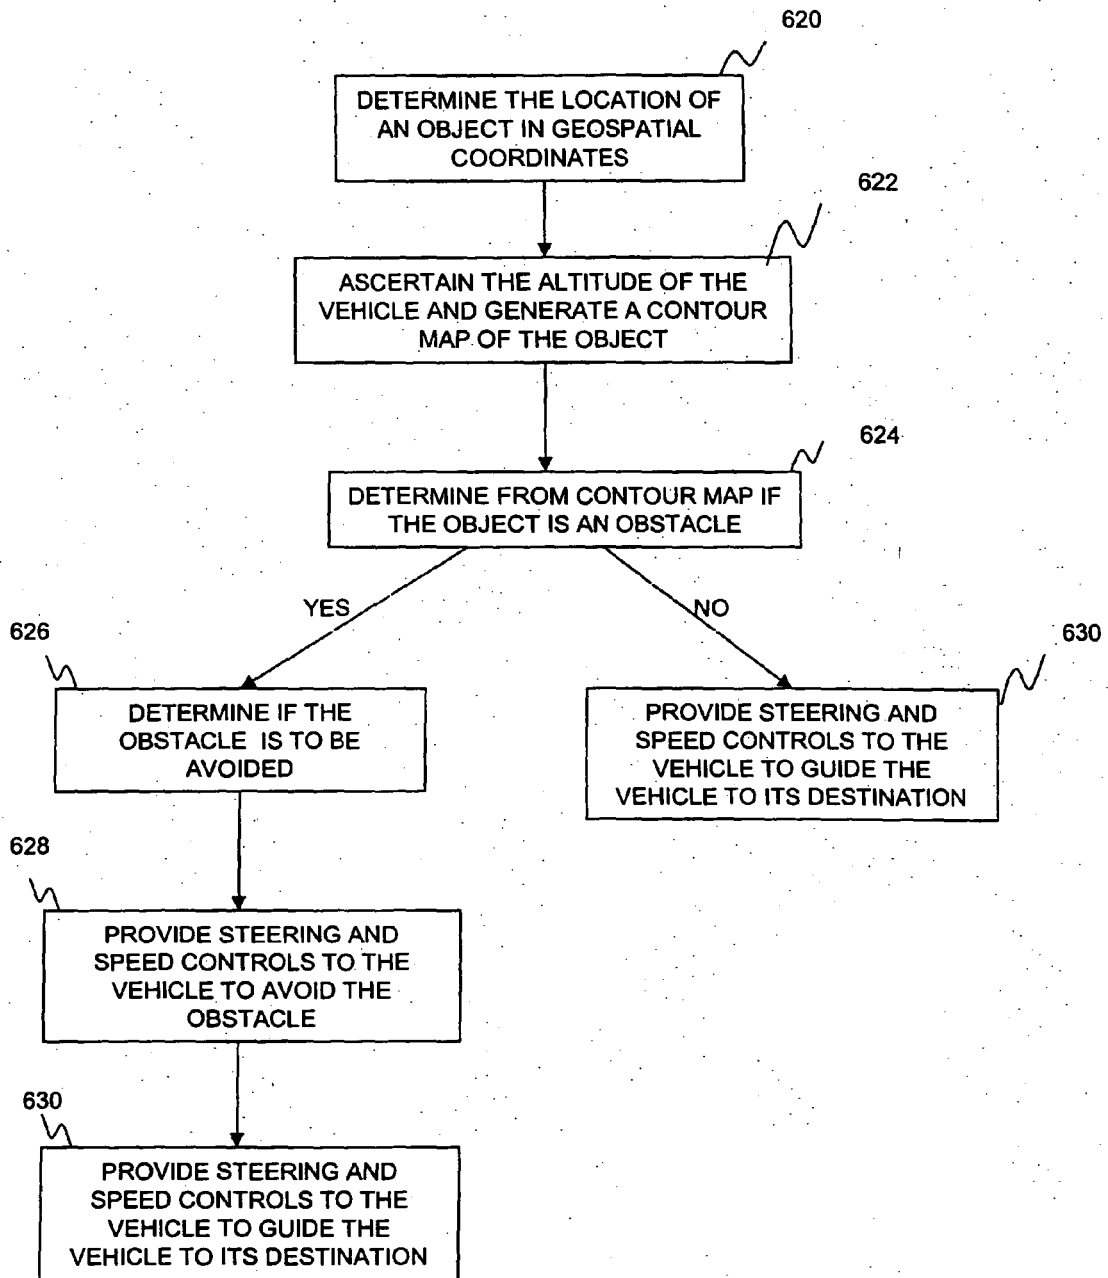 620
DETERMINE THE LOCATION OF
AN OBJECT IN GEOSPATIAL
COORDINATES
622
ASCERTAIN THE ALTITUDE OF THE
VEHICLE AND GENERATE A CONTOUR
MAP OF THE OBJECT
624
DETERMINE FROM CONTOUR MAP IF
THE OBJECT IS AN OBSTACLE
YES
NO
626
DETERMINE IF THE
OBSTACLE IS TO BE
AVOIDED
630
PROVIDE STEERING AND
SPEED CONTROLS TO THE
VEHICLE TO GUIDE THE
VEHICLE TO ITS DESTINATION
628
PROVIDE STEERING AND
SPEED CONTROLS TO THE
VEHICLE TO AVOID THE
OBSTACLE
630
PROVIDE STEERING AND
SPEED CONTROLS TO THE
VEHICLE TO GUIDE THE
VEHICLE TO ITS DESTINATION